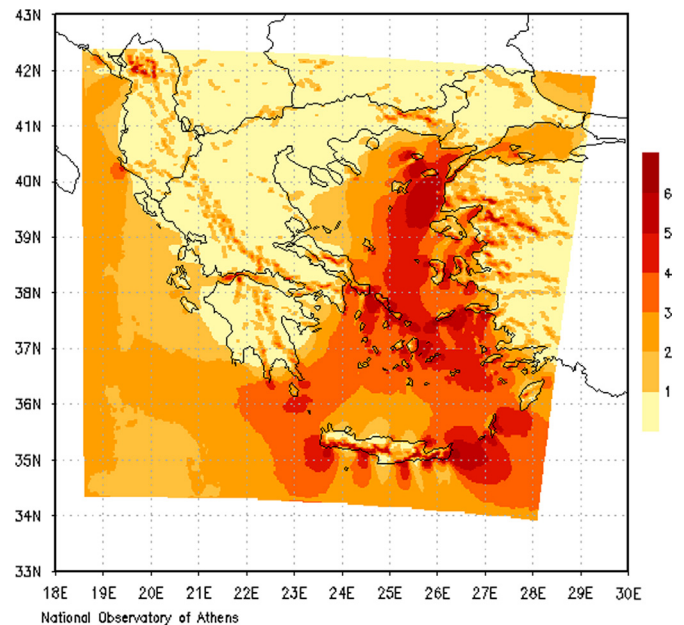 43N
42N
41N
40N
39N
38N
37N
36N
35N
34N
33N
6
5
4
3
2
1
18E 19E 20E 21E 22E 23E 24E 25E 26E 27E 28E 29E 30E
National Observatory of Athens